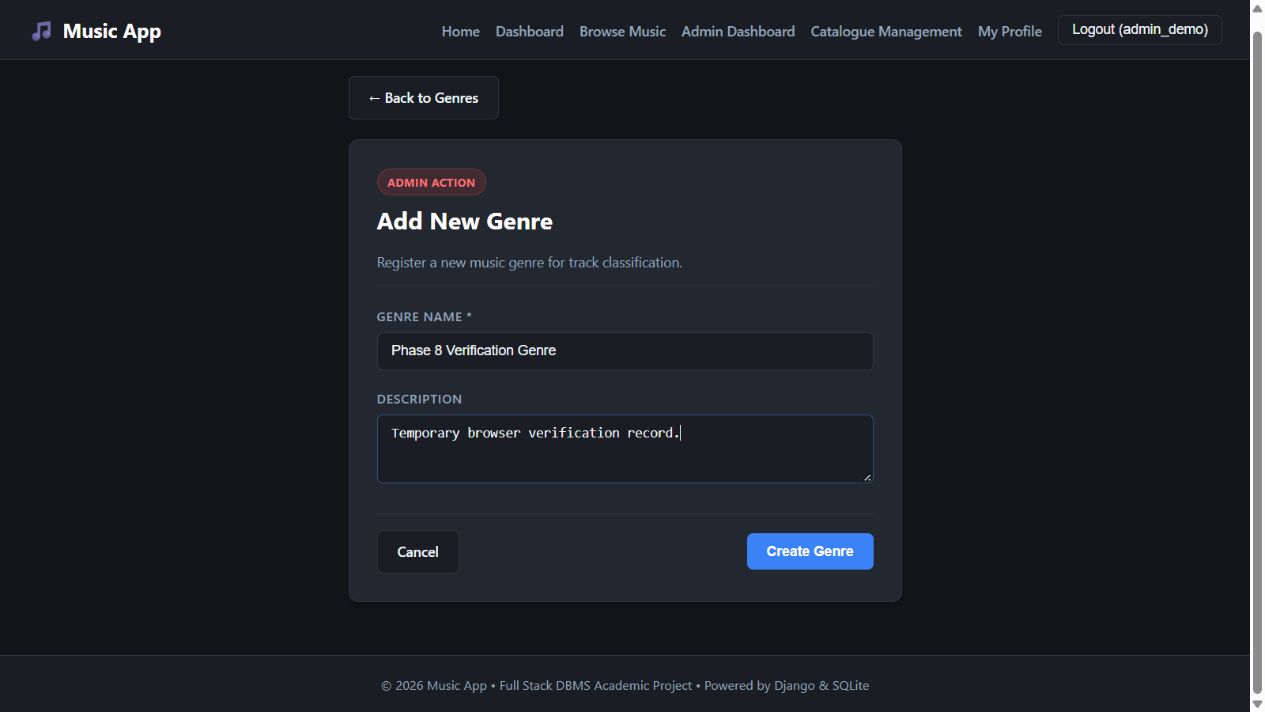 Music App
Home Dashboard Browse Music Admin Dashboard Catalogue Management My Profile Logout (admin_demo)
← Back to Genres
ADMIN ACTION
Add New Genre
Register a new music genre for track classification.
GENRE NAME *
Phase 8 Verification Genre
DESCRIPTION
Temporary browser verification record.
Cancel Create Genre
© 2026 Music App • Full Stack DBMS Academic Project • Powered by Django & SQLite